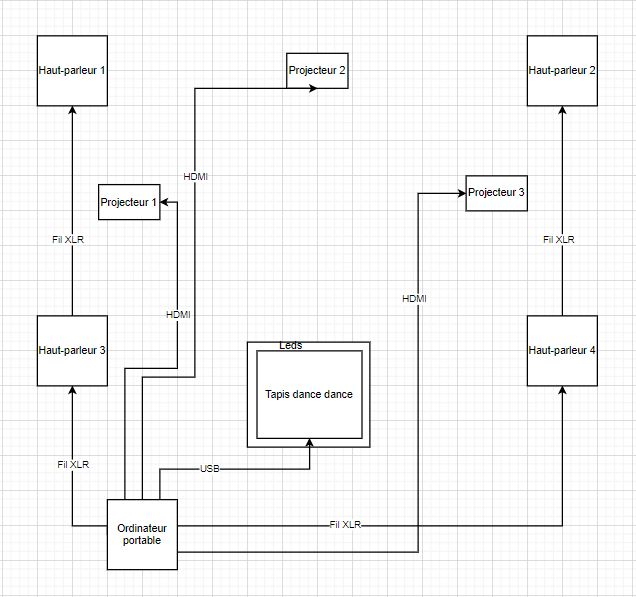 Haut-parleur 1
Projecteur 2
Haut-parleur 2
HDMI
Projecteur 1
Projecteur 3
Fil XLR
Fil XLR
HDMI
HDMI
Haut-parleur 3
Leds
Haut-parleur 4
Tapis dance dance
Fil XLR
USB
Ordinateur
portable
Fil XLR